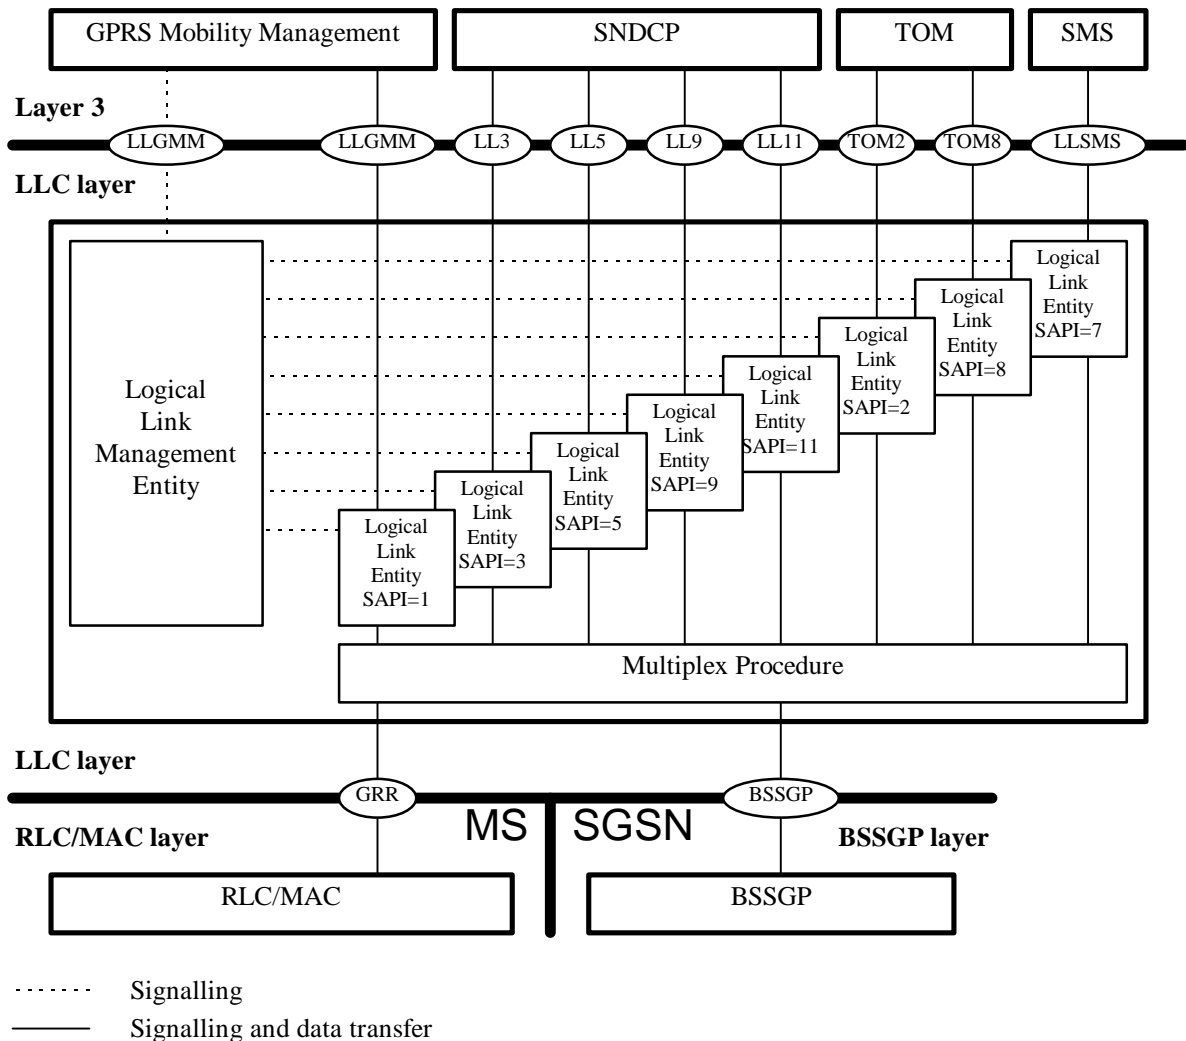 GPRS Mobility Management
SNDCP
TOM
SMS
Layer 3
LLGMM
LLGMM
LL3
LL5
LL9
LL11
TOM2
TOM8
LLSMS
LLC layer
Logical
Link
Management
Entity
Logical
Link
Entity
SAPI=1
Logical
Link
Entity
SAPI=3
Logical
Link
Entity
SAPI=5
Logical
Link
Entity
SAPI=9
Logical
Link
Entity
SAPI=11
Logical
Link
Entity
SAPI=2
Logical
Link
Entity
SAPI=8
Logical
Link
Entity
SAPI=7
Multiplex Procedure
LLC layer
GRR
BSSGP
RLC/MAC layer
MS
SGSN
BSSGP layer
RLC/MAC
BSSGP
Signalling
Signalling and data transfer